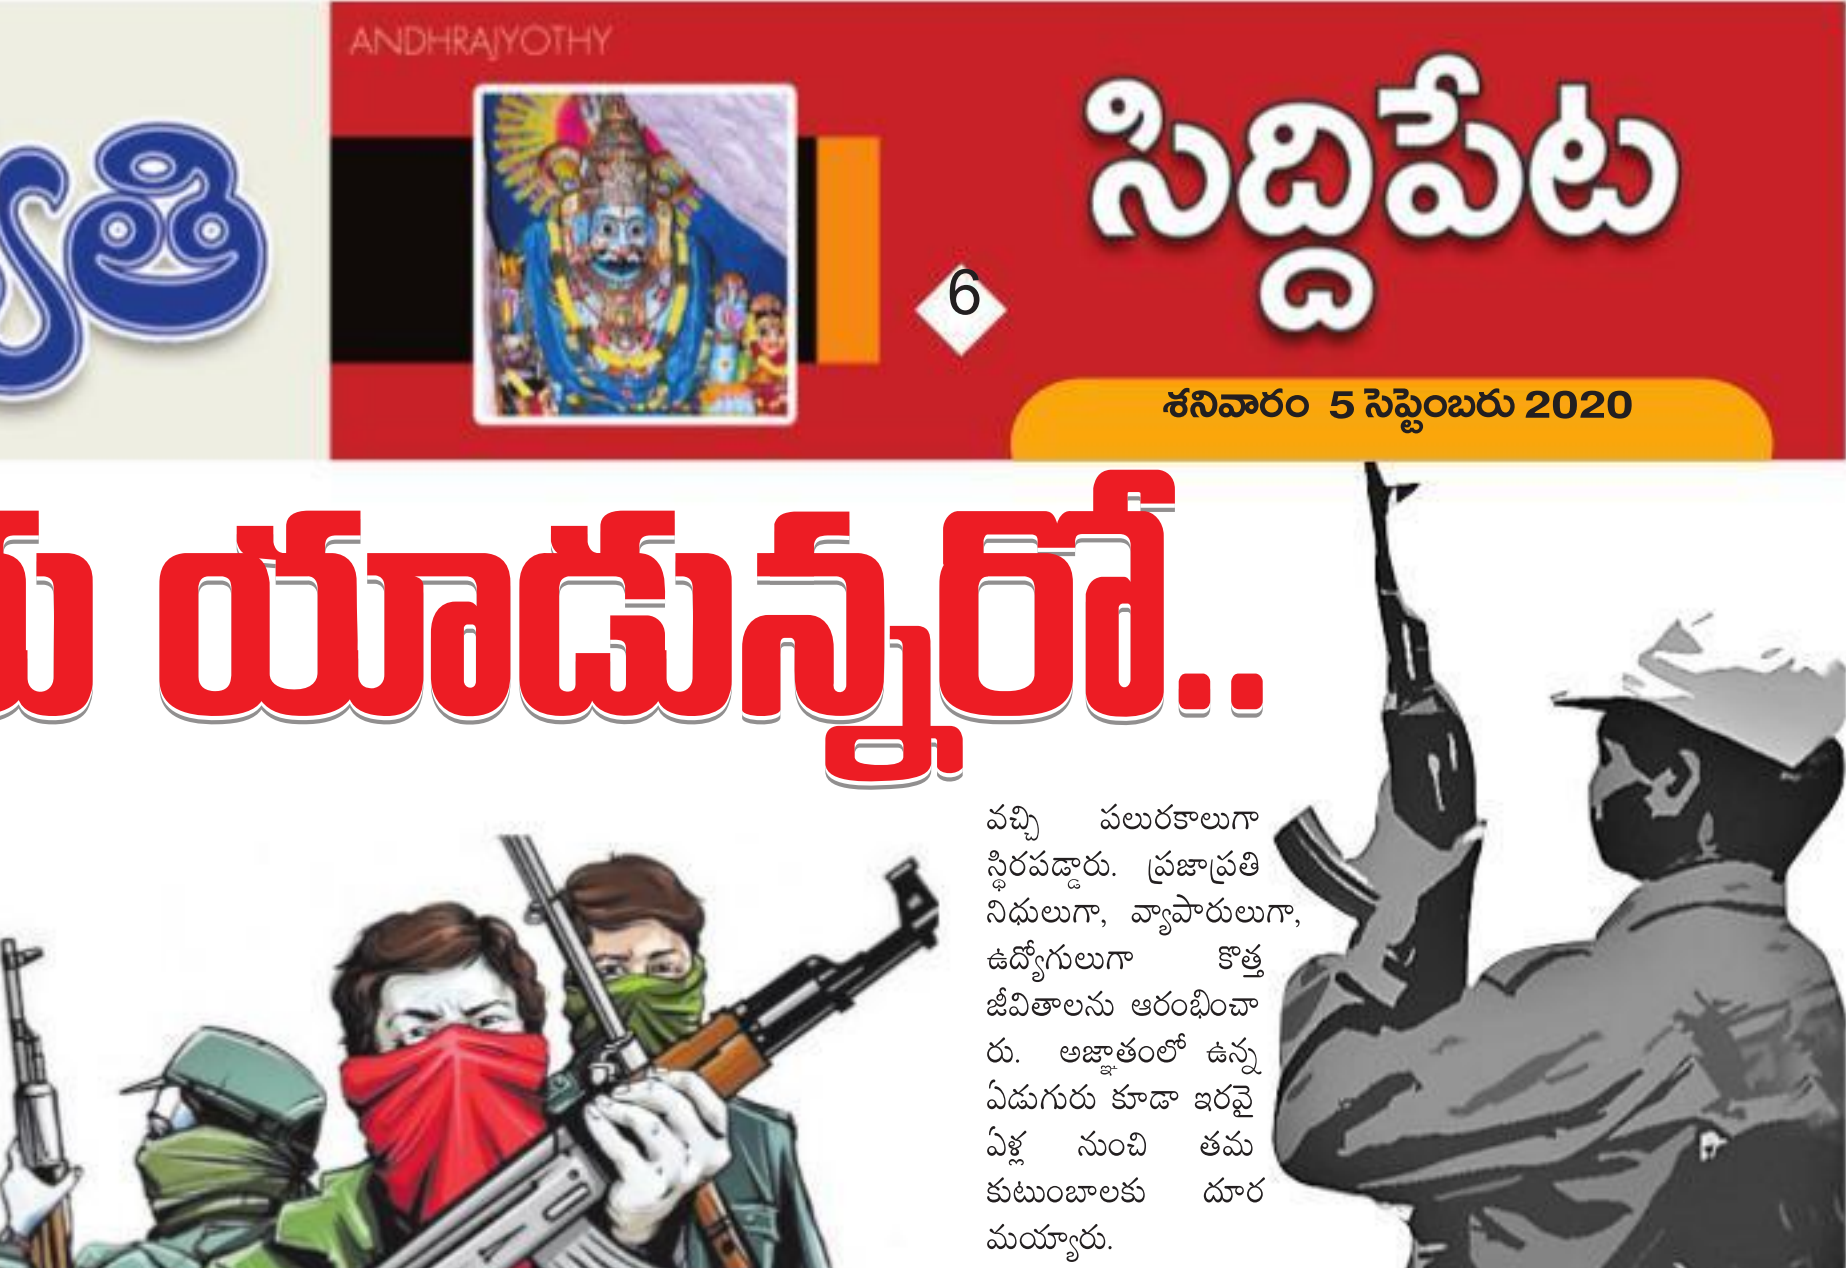 ANDHRAJYOTHY
సిద్దిపేట
6
శనివారం 5 సెప్టెంబరు 2020
యాడున్నరో..
వచ్చి పలురకాలుగా
స్థిరపడ్డారు. ప్రజాప్రతి
నిధులుగా, వ్యాపారులుగా,
ఉద్యోగులుగా కొత్త
జీవితాలను ఆరంభించా
రు. అజ్ఞాతంలో ఉన్న
ఏడుగురు కూడా ఇరవై
ఏళ్ల నుంచి తమ
కుటుంబాలకు దూర
మయ్యారు.